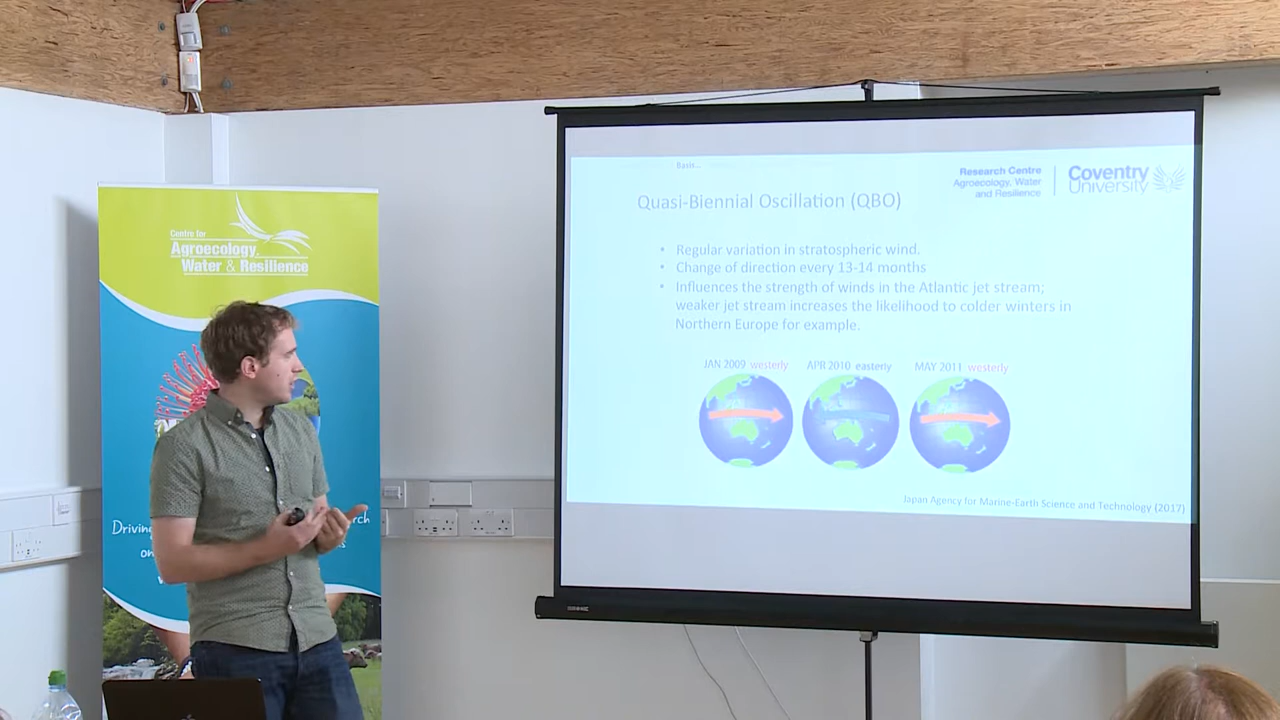 Centre for
Agroecology,
Water & Resilience
Driving
on
Basis...
Research Centre
Agroecology, Water
and Resilience
Coventry
University
Quasi-Biennial Oscillation (QBO)
• Regular variation in stratospheric wind.
• Change of direction every 13-14 months
• Influences the strength of winds in the Atlantic jet stream;
weaker jet stream increases the likelihood to colder winters in
Northern Europe for example.
JAN 2009 westerly
APR 2010 easterly
MAY 2011 westerly
Japan Agency for Marine-Earth Science and Technology (2017)